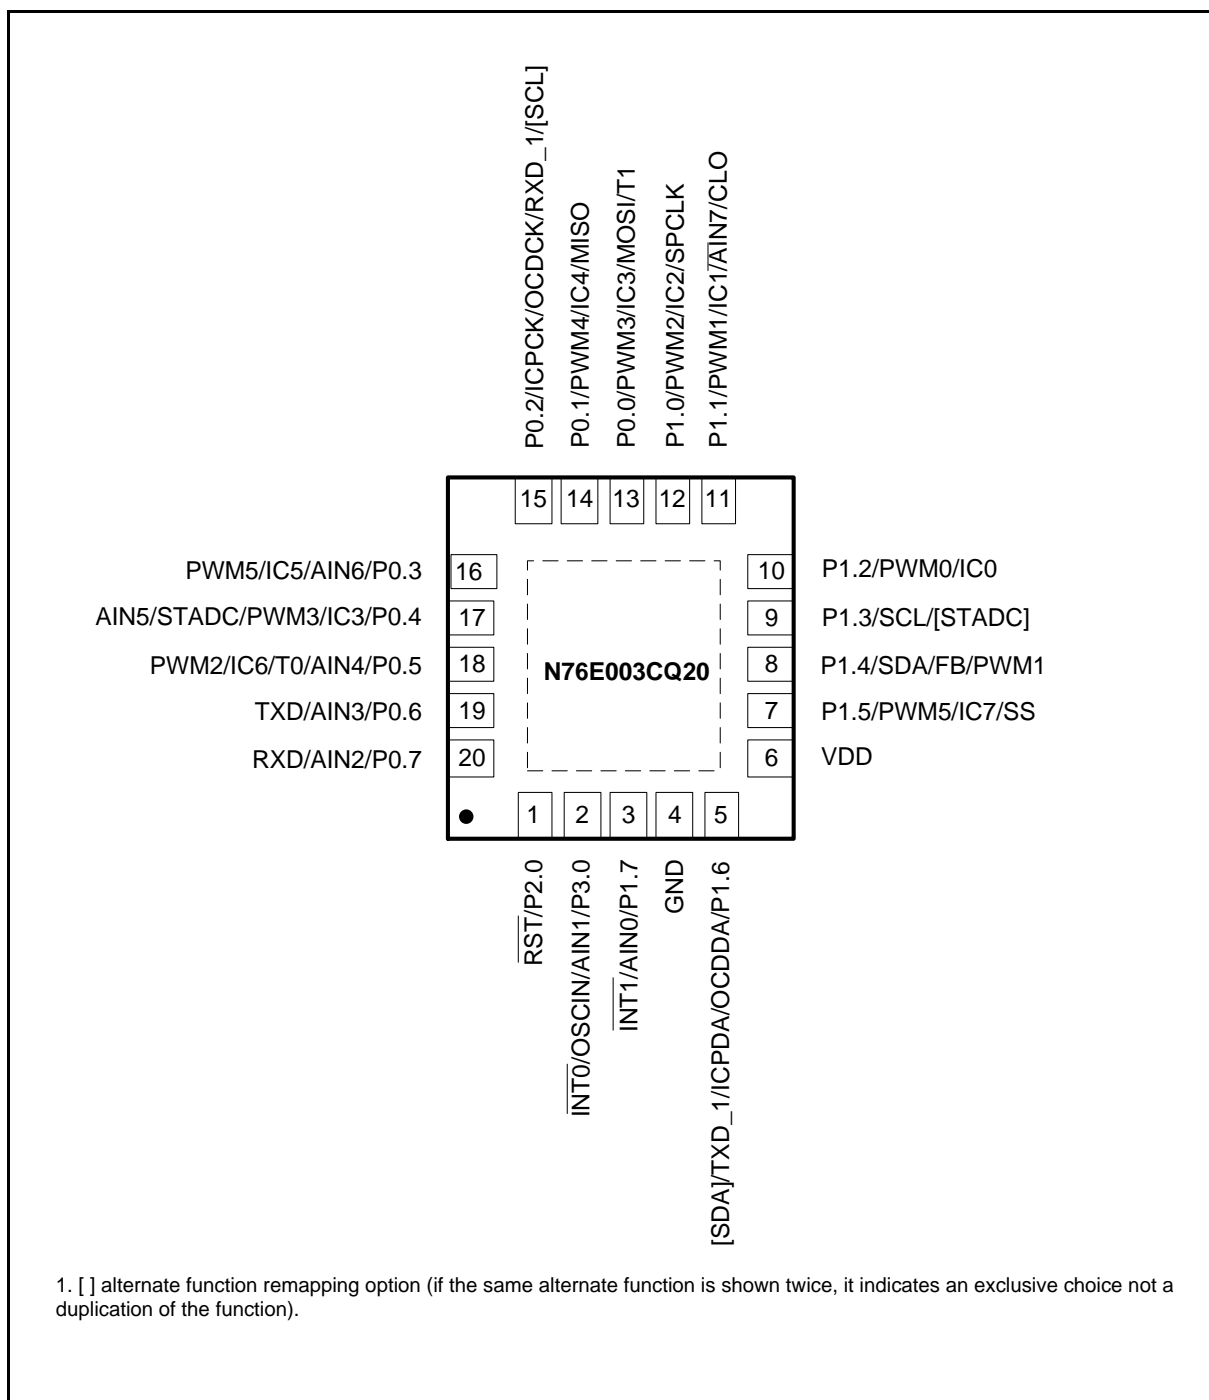 P0.2/ICPCK/OCDCK/RXD_1/[SCL]
P0.1/PWM4/IC4/MISO
P0.0/PWM3/IC3/MOSI/T1
P1.0/PWM2/IC2/SPCLK
P1.1/PWM1/IC1/AIN7/CLO
15 14 13 12 11
PWM5/IC5/AIN6/P0.3 16
AIN5/STADC/PWM3/IC3/P0.4 17
PWM2/IC6/T0/AIN4/P0.5 18
TXD/AIN3/P0.6 19
RXD/AIN2/P0.7 20
N76E003CQ20
10 P1.2/PWM0/IC0
9 P1.3/SCL/[STADC]
8 P1.4/SDA/FB/PWM1
7 P1.5/PWM5/IC7/SS
6 VDD
1 2 3 4 5
RST/P2.0
INT0/OSCIN/AIN1/P3.0
INT1/AIN0/P1.7
GND
[SDA]/TXD_1/ICPDA/OCDDA/P1.6
1. [ ] alternate function remapping option (if the same alternate function is shown twice, it indicates an exclusive choice not a
duplication of the function).